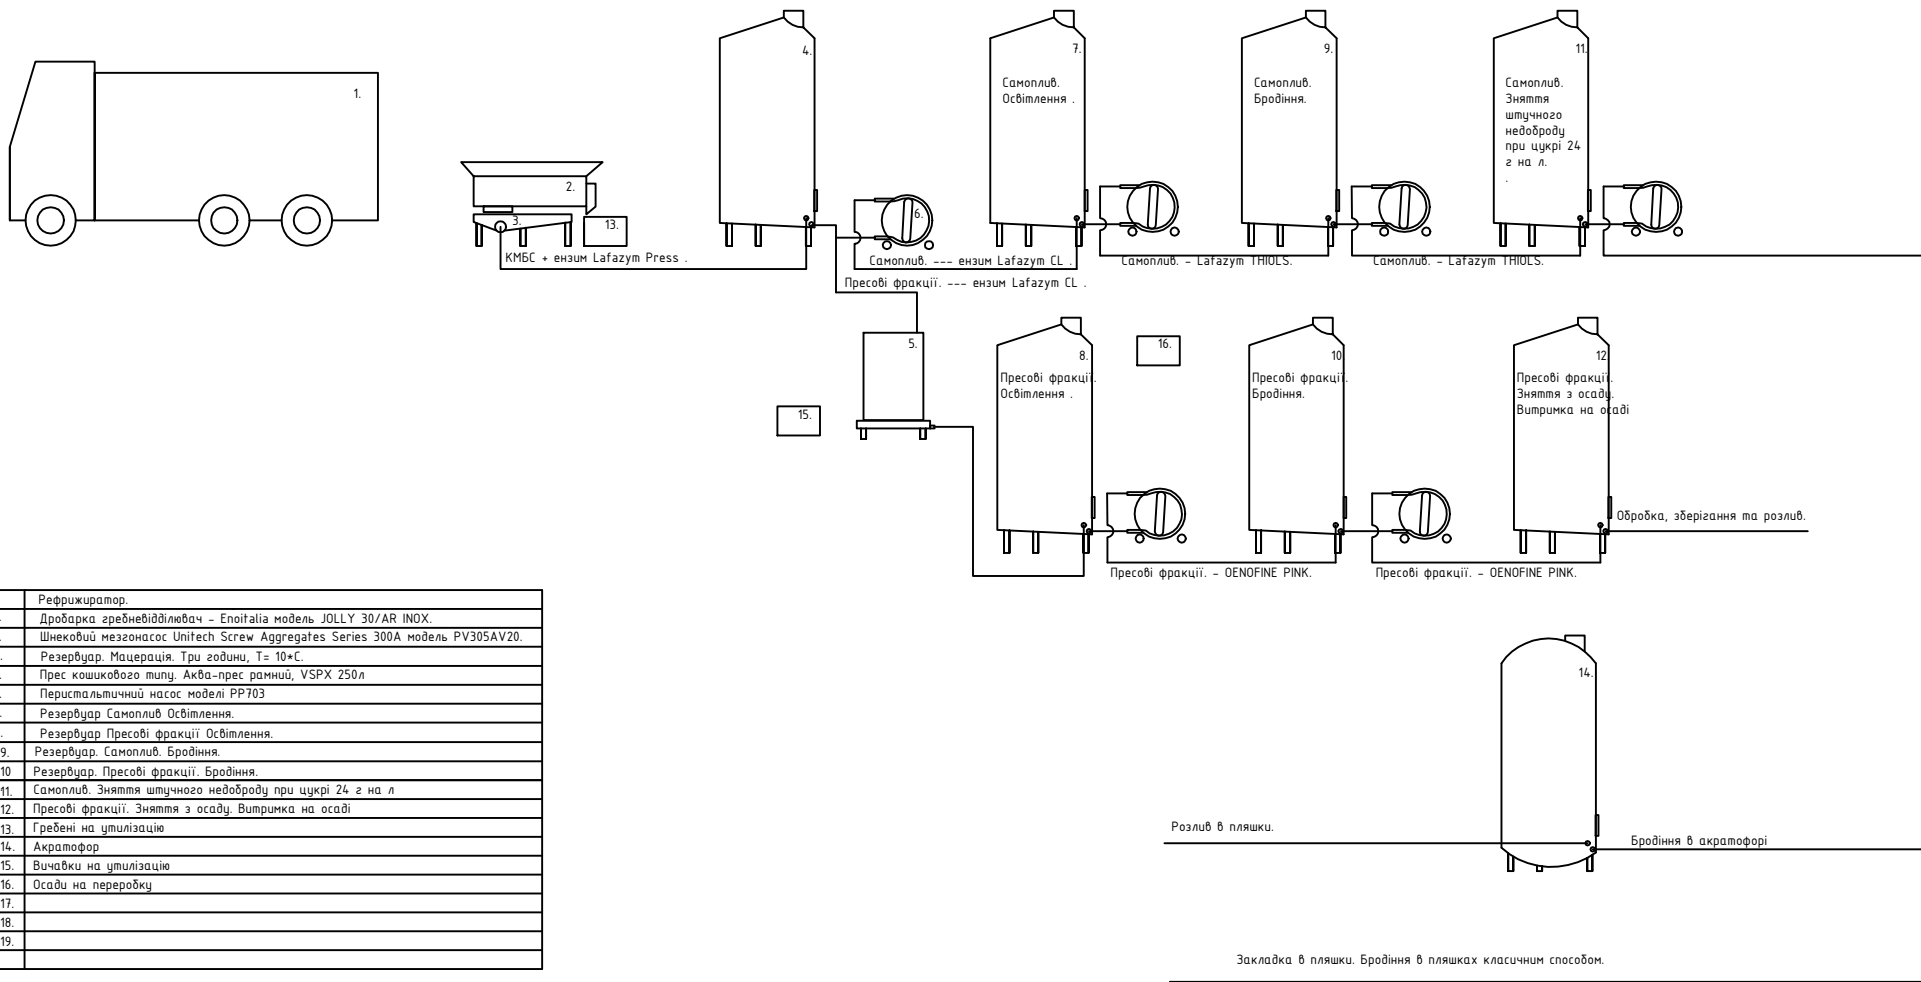 1.
2.
3.
13.
КМБС + ензим Lafazym Press .
4.
6.
Самоплив. --- ензим Lafazym CL .
Пресові фракції. --- ензим Lafazym CL .
7.
Самоплив.
Освітлення .
Самоплив. - Lafazym THIOLS.
9.
Самоплив.
Бродіння.
Самоплив. - Lafazym THIOLS.
11.
Самоплив.
Зняття
штучного
недоброду
при цукрі 24
г на л.
.
5.
15.
8.
Пресові фракції.
Освітлення .
16.
Пресові фракції. - OENOFINE PINK.
10
Пресові фракції.
Бродіння.
Пресові фракції. - OENOFINE PINK.
12
Пресові фракції.
Зняття з осаду.
Витримка на осаді
Обробка, зберігання та розлив.
Рефрижиратор.
Дробарка гребневідділювач - Enoitalia модель JOLLY 30/AR INOX.
Шнековий мезгонасос Unitech Screw Aggregates Series 300A модель PV305AV20.
Резервуар. Мацерація. Три години, Т= 10*С.
Прес кошикового типу. Аква-прес рамний, VSPX 250л
Перистальтичний насос моделі PP703
Резервуар Самоплив Освітлення.
Резервуар Пресові фракції Освітлення.
9. Резервуар. Самоплив. Бродіння.
10 Резервуар. Пресові фракції. Бродіння.
11. Самоплив. Зняття штучного недоброду при цукрі 24 г на л
12. Пресові фракції. Зняття з осаду. Витримка на осаді
13. Гребені на утилізацію
14. Акратофор
15. Вичавки на утилізацію
16. Осади на переробку
17.
18.
19.
14.
Розлив в пляшки.
Бродіння в акратофорі
Закладка в пляшки. Бродіння в пляшках класичним способом.